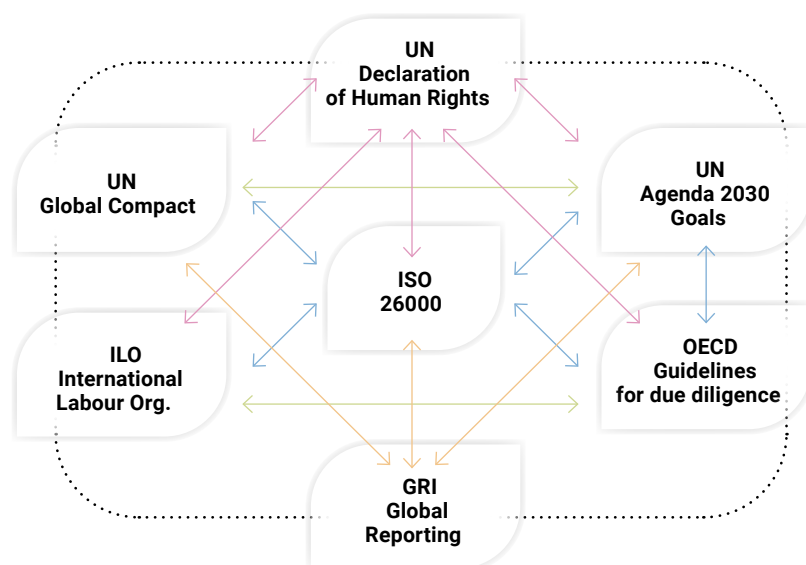 UN
Declaration
of Human Rights
UN
Global Compact
UN
Agenda 2030
Goals
ISO
26000
ILO
International
Labour Org.
OECD
Guidelines
for due diligence
GRI
Global
Reporting